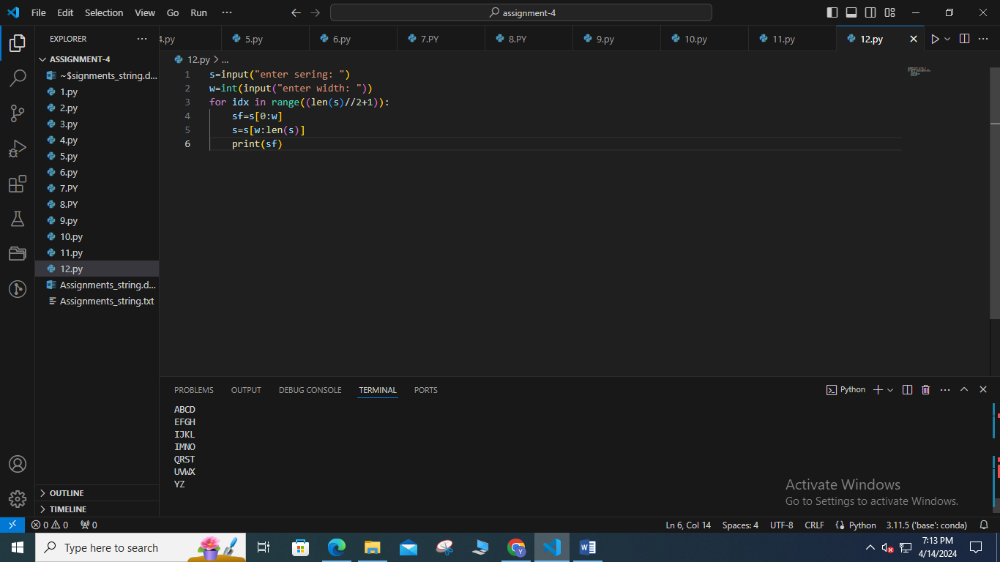 File Edit Selection View Go Run ··· assignment-4
EXPLORER ···
ASSIGNMENT-4
~$signments_string.d...
1.py
2.py
3.py
4.py
5.py
6.py
7.PY
8.PY
9.py
10.py
11.py
12.py
Assignments_string.d...
Assignments_string.txt
OUTLINE
TIMELINE
4.py 5.py 6.py 7.PY 8.PY 9.py 10.py 11.py 12.py
12.py > ...
1 s=input("enter sering: ")
2 w=int(input("enter width: "))
3 for idx in range((len(s)//2+1)):
4 sf=s[0:w]
5 s=s[w:len(s)]
6 print(sf)
PROBLEMS OUTPUT DEBUG CONSOLE TERMINAL PORTS Python
ABCD
EFGH
IJKL
IMNO
QRST
UVWX
YZ
Activate Windows
Go to Settings to activate Windows.
0 0 0 Ln 6, Col 14 Spaces: 4 UTF-8 CRLF Python 3.11.5 ('base': conda)
Type here to search
7:13 PM
4/14/2024